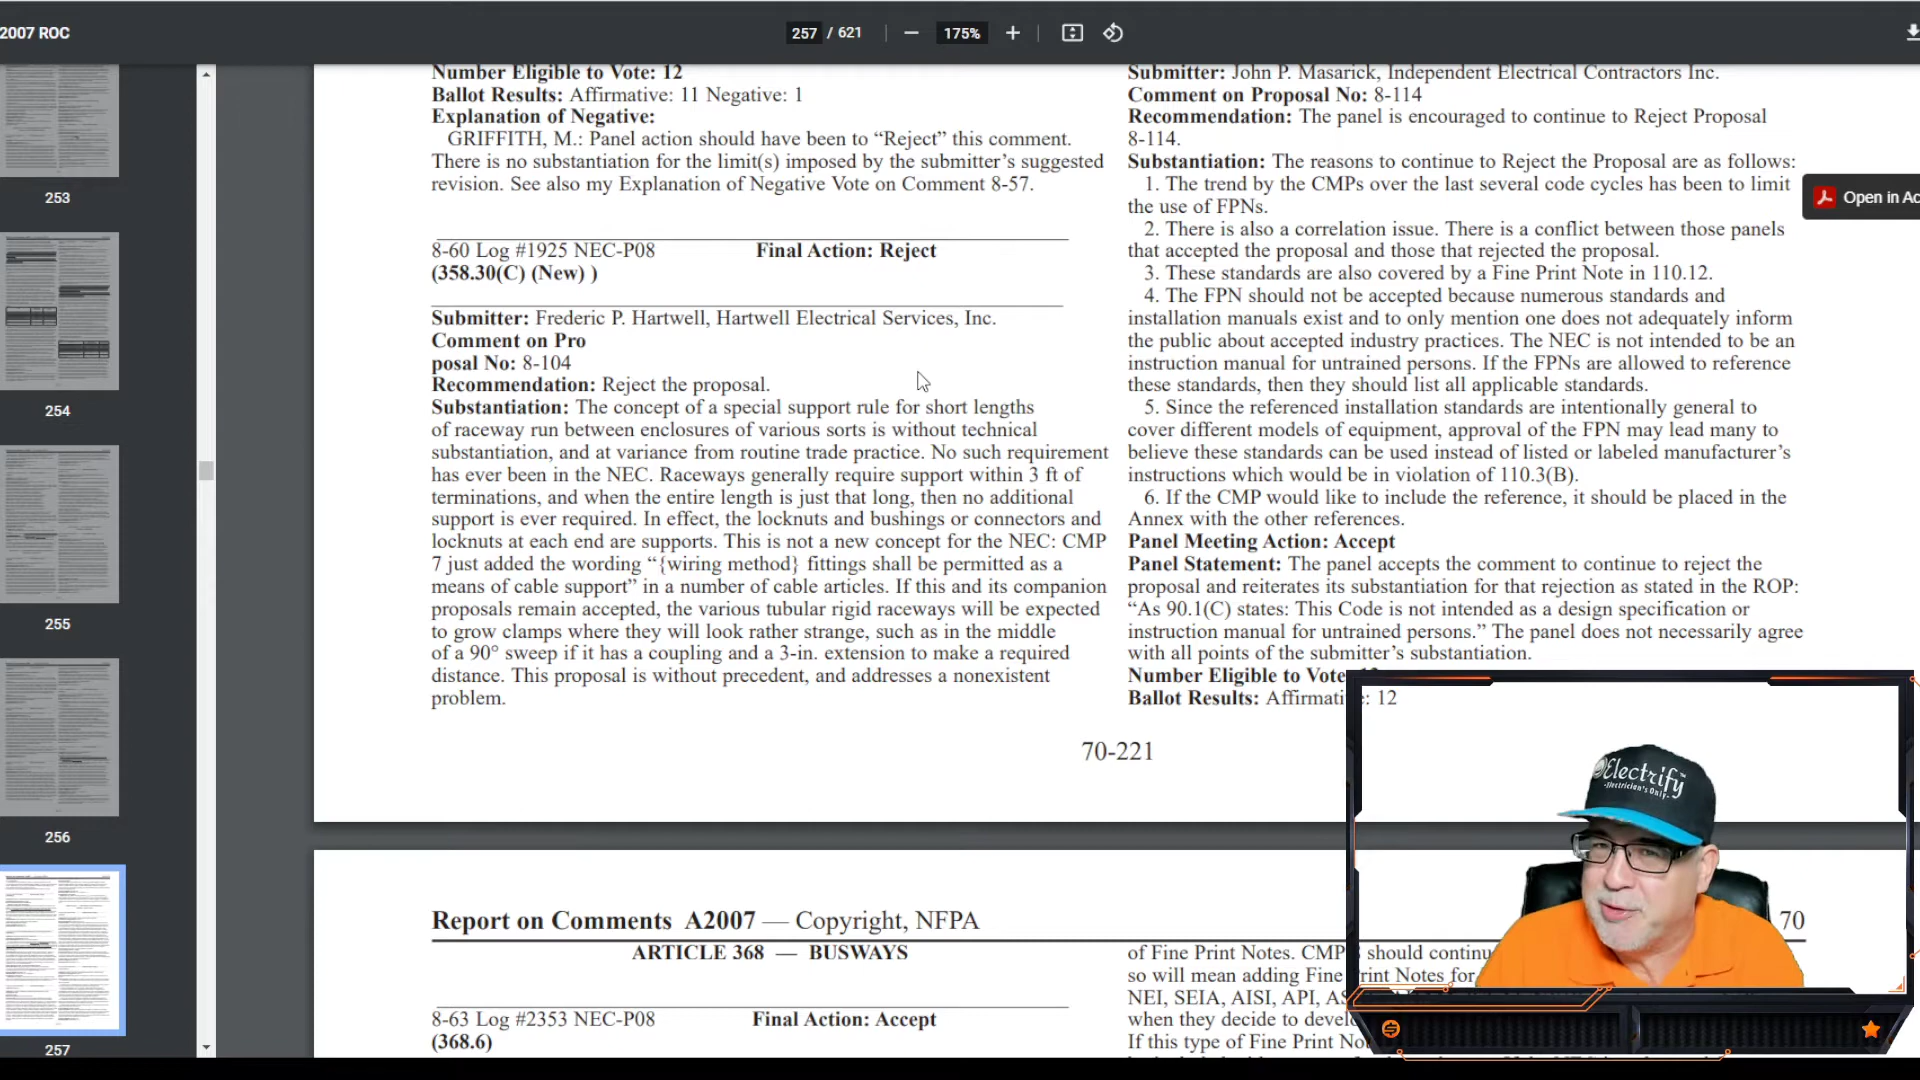 2007 ROC
257 / 621
175%
Open in Ac
253
254
255
256
257
Number Eligible to Vote: 12
Ballot Results: Affirmative: 11 Negative: 1
Explanation of Negative:
GRIFFITH, M.: Panel action should have been to “Reject” this comment.
There is no substantiation for the limit(s) imposed by the submitter’s suggested
revision. See also my Explanation of Negative Vote on Comment 8-57.
8-60 Log #1925 NEC-P08 Final Action: Reject
(358.30(C) (New) )
Submitter: Frederic P. Hartwell, Hartwell Electrical Services, Inc.
Comment on Pro
posal No: 8-104
Recommendation: Reject the proposal.
Substantiation: The concept of a special support rule for short lengths
of raceway run between enclosures of various sorts is without technical
substantiation, and at variance from routine trade practice. No such requirement
has ever been in the NEC. Raceways generally require support within 3 ft of
terminations, and when the entire length is just that long, then no additional
support is ever required. In effect, the locknuts and bushings or connectors and
locknuts at each end are supports. This is not a new concept for the NEC: CMP
7 just added the wording “{wiring method} fittings shall be permitted as a
means of cable support” in a number of cable articles. If this and its companion
proposals remain accepted, the various tubular rigid raceways will be expected
to grow clamps where they will look rather strange, such as in the middle
of a 90° sweep if it has a coupling and a 3-in. extension to make a required
distance. This proposal is without precedent, and addresses a nonexistent
problem.
Submitter: John P. Masarick, Independent Electrical Contractors Inc.
Comment on Proposal No: 8-114
Recommendation: The panel is encouraged to continue to Reject Proposal
8-114.
Substantiation: The reasons to continue to Reject the Proposal are as follows:
1. The trend by the CMPs over the last several code cycles has been to limit
the use of FPNs.
2. There is also a correlation issue. There is a conflict between those panels
that accepted the proposal and those that rejected the proposal.
3. These standards are also covered by a Fine Print Note in 110.12.
4. The FPN should not be accepted because numerous standards and
installation manuals exist and to only mention one does not adequately inform
the public about accepted industry practices. The NEC is not intended to be an
instruction manual for untrained persons. If the FPNs are allowed to reference
these standards, then they should list all applicable standards.
5. Since the referenced installation standards are intentionally general to
cover different models of equipment, approval of the FPN may lead many to
believe these standards can be used instead of listed or labeled manufacturer’s
instructions which would be in violation of 110.3(B).
6. If the CMP would like to include the reference, it should be placed in the
Annex with the other references.
Panel Meeting Action: Accept
Panel Statement: The panel accepts the comment to continue to reject the
proposal and reiterates its substantiation for that rejection as stated in the ROP:
“As 90.1(C) states: This Code is not intended as a design specification or
instruction manual for untrained persons.” The panel does not necessarily agree
with all points of the submitter’s substantiation.
Number Eligible to Vote:
Ballot Results: Affirmative: 12
70-221
Report on Comments A2007 — Copyright, NFPA
70
ARTICLE 368 — BUSWAYS
8-63 Log #2353 NEC-P08 Final Action: Accept
(368.6)
of Fine Print Notes. CMP should continu
so will mean adding Fine Print Notes for
NEI, SEIA, AISI, API, AS
when they decide to devel
If this type of Fine Print No
Electrify
-Electrician's Only-